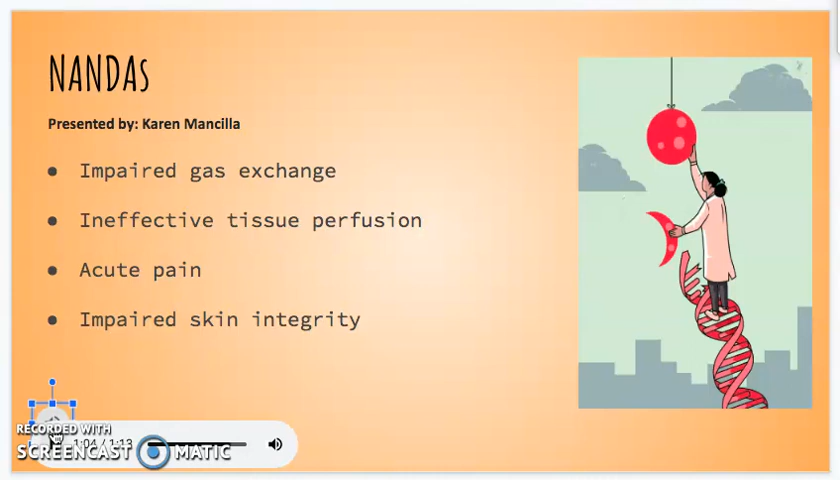 NANDAs
Presented by: Karen Mancilla
● Impaired gas exchange
● Ineffective tissue perfusion
● Acute pain
● Impaired skin integrity
RECORDED WITH
1:04 / 1:13
SCREENCAST MATIC